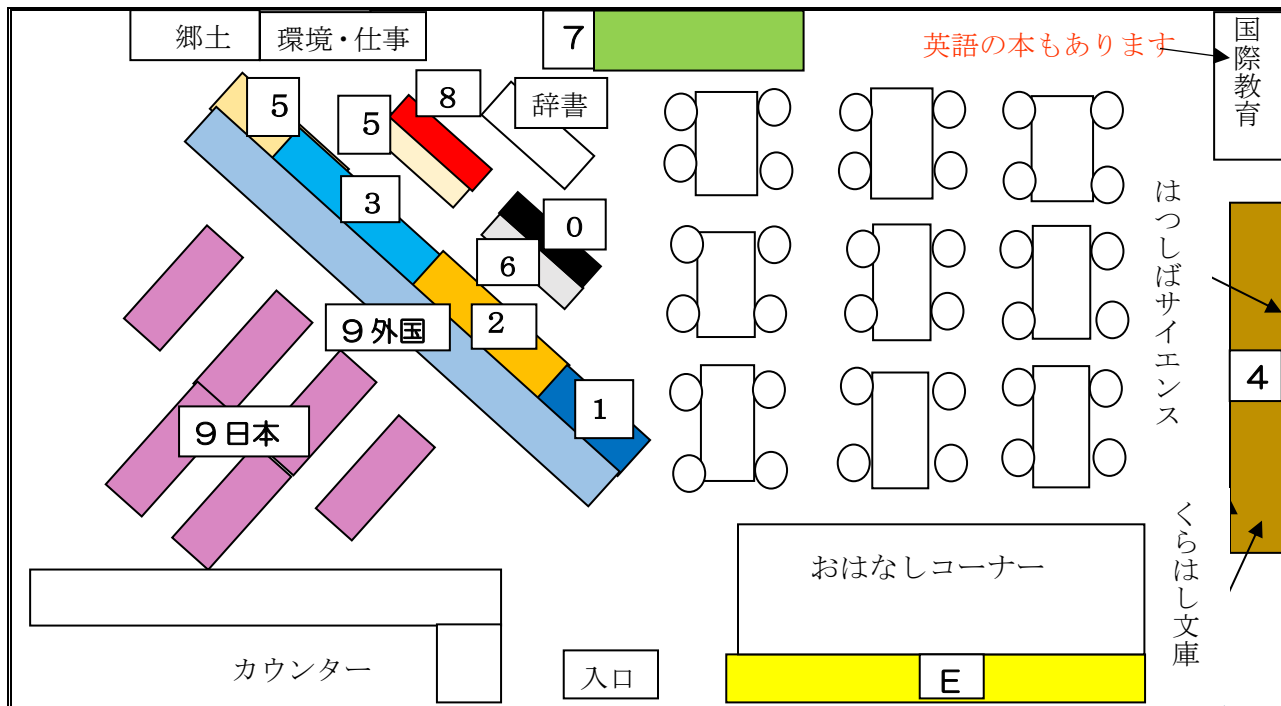 郷土
環境・仕事
7
英語の本もあります
国際教育
5
8
5
辞書
3
0
6
はつしばサイエンス
9外国
2
4
1
9日本
くらはし文庫
おはなしコーナー
カウンター
入口
E